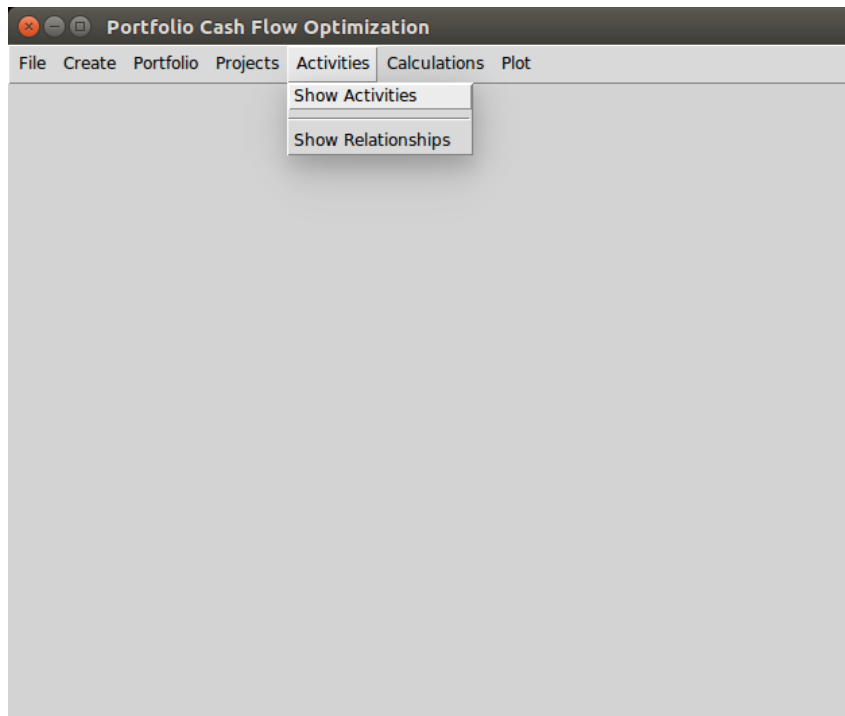 Portfolio Cash Flow Optimization
File Create Portfolio Projects Activities Calculations Plot
Show Activities
Show Relationships